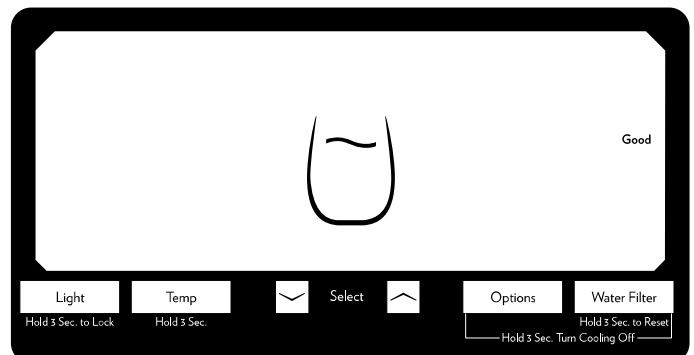 Good
Light
Temp
Select
Options
Water Filter
Hold 3 Sec. to Lock
Hold 3 Sec.
Hold 3 Sec. to Reset
Hold 3 Sec. Turn Cooling Off